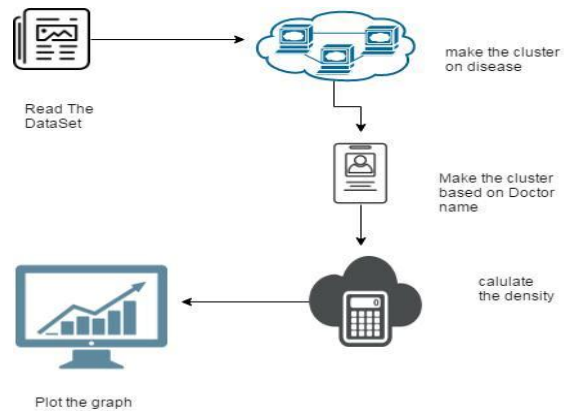 make the cluster
on disease
Read The
DataSet
Make the cluster
based on Doctor
name
calulate
the density
Plot the graph